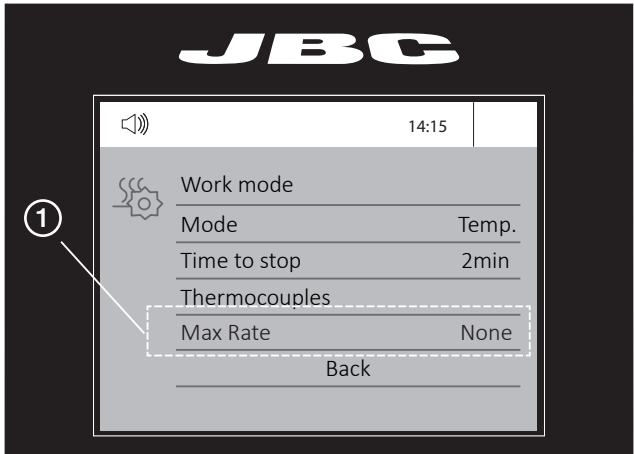 JBC
14:15
Work mode
1
Mode Temp.
Time to stop 2min
Thermocouples
Max Rate None
Back